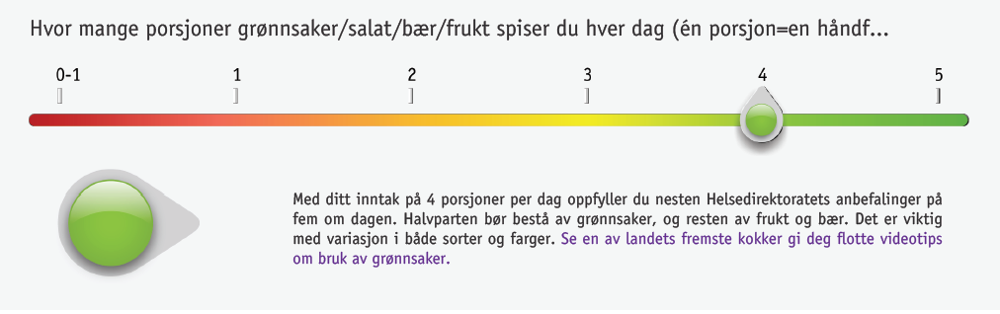 Hvor mange porsjoner grønnsaker/salat/bær/frukt spiser du hver dag (én porsjon=en håndf...
0-1 1 2 3 4 5
Med ditt inntak på 4 porsjoner per dag oppfyller du nesten Helsedirektoratets anbefalinger på
fem om dagen. Halvparten bør bestå av grønnsaker, og resten av frukt og bær. Det er viktig
med variasjon i både sorter og farger. Se en av landets fremste kokker gi deg flotte videotips
om bruk av grønnsaker.